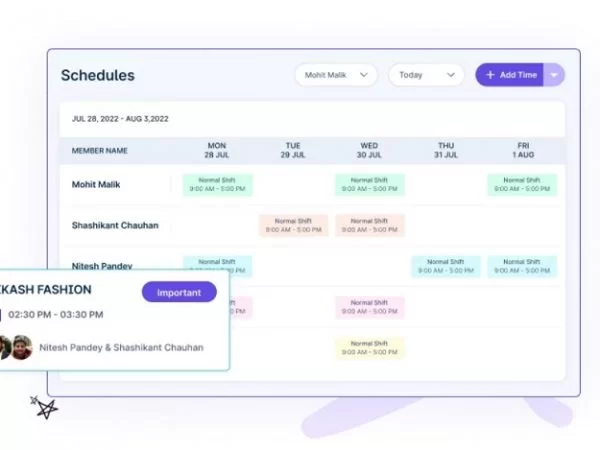 Schedules
Mohit Malik
Today
+ Add Time
JUL 28, 2022 - AUG 3,2022
MEMBER NAME
MON
28 JUL
TUE
29 JUL
WED
30 JUL
THU
31 JUL
FRI
1 AUG
Mohit Malik
Normal Shift
9:00 AM - 5:00 PM
Normal Shift
9:00 AM - 5:00 PM
Normal Shift
9:00 AM - 5:00 PM
Shashikant Chauhan
Normal Shift
9:00 AM - 5:00 PM
Normal Shift
9:00 AM - 5:00 PM
Nitesh Pandey
Normal Shift
5:00 PM
Normal Shift
9:00 AM - 5:00 PM
Normal Shift
9:00 AM - 5:00 PM
KASH FASHION
Important
02:30 PM - 03:30 PM
Nitesh Pandey & Shashikant Chauhan
Shift
PM
Normal Shift
9:00 AM - 5:00 PM
Normal Shift
9:00 AM - 5:00 PM